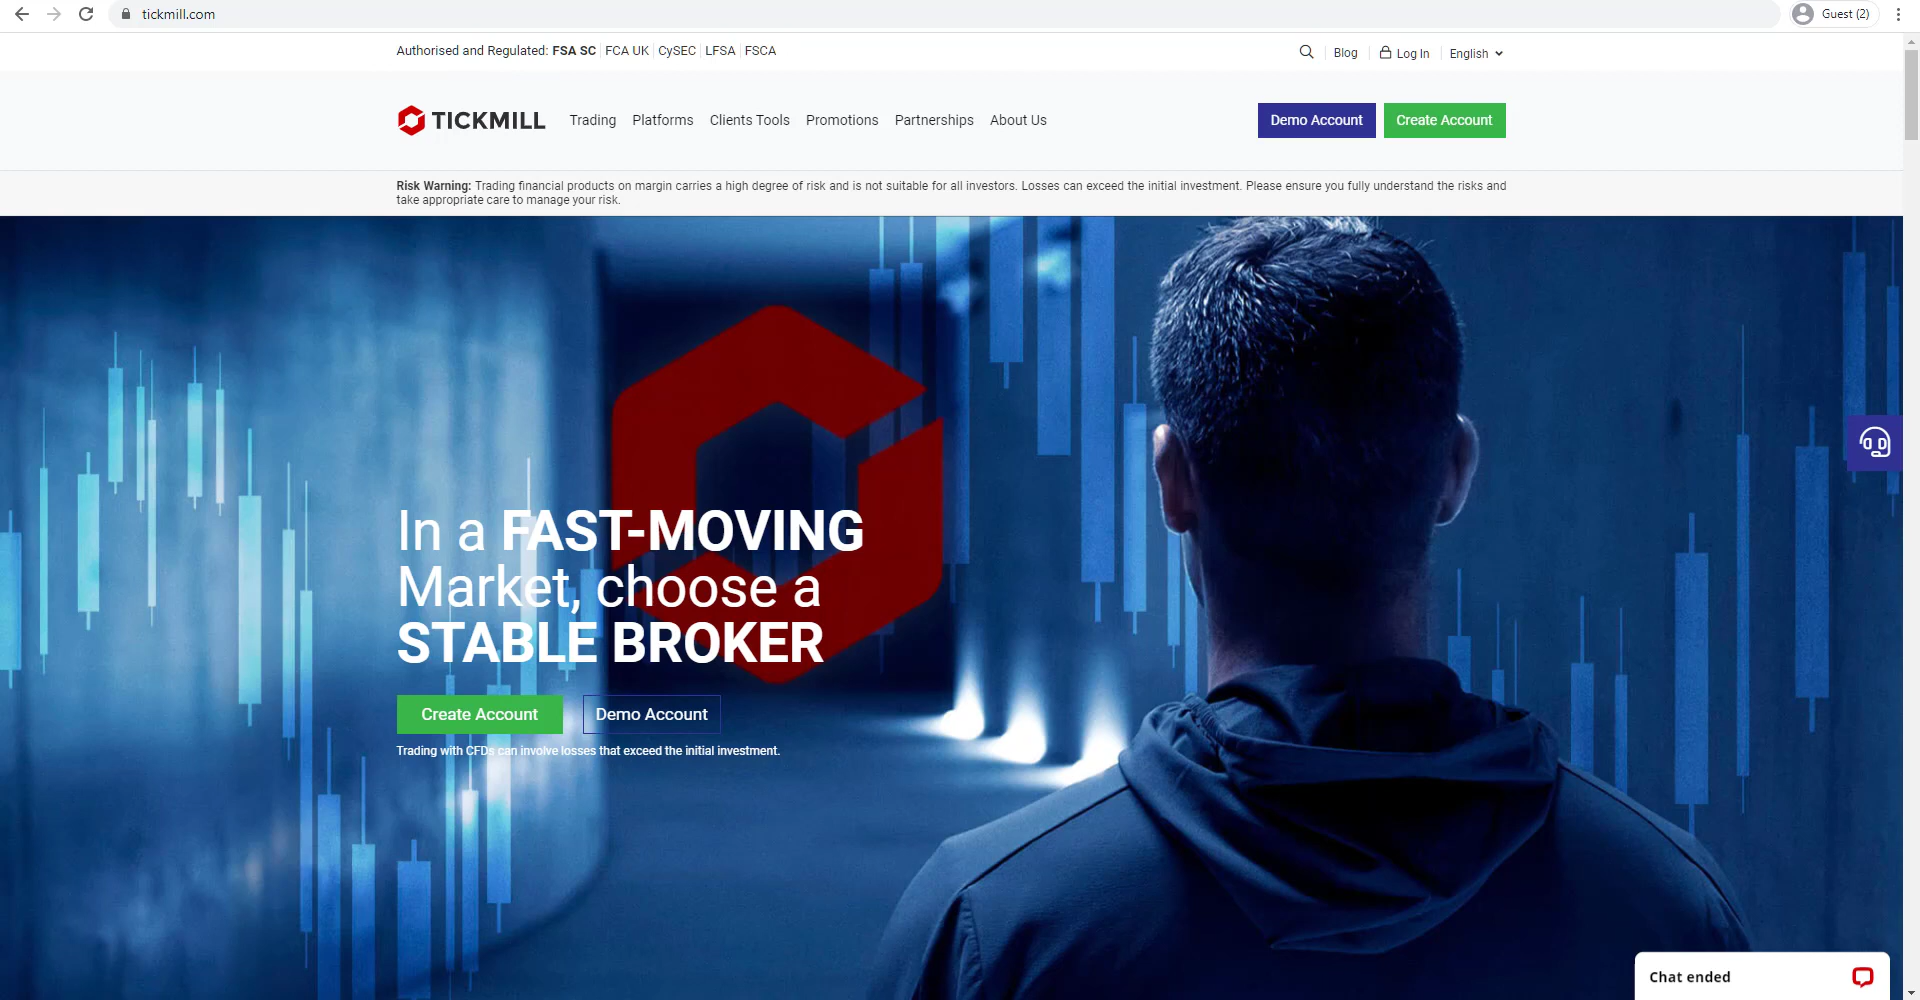 tickmill.com
Guest (2)
Authorised and Regulated: FSA SC FCA UK CySEC LFSA FSCA
Blog
Log In
English
TICKMILL
Trading
Platforms
Clients Tools
Promotions
Partnerships
About Us
Demo Account
Create Account
Risk Warning: Trading financial products on margin carries a high degree of risk and is not suitable for all investors. Losses can exceed the initial investment. Please ensure you fully understand the risks and
take appropriate care to manage your risk.
In a FAST-MOVING
Market, choose a
STABLE BROKER
Create Account
Demo Account
Trading with CFDs can involve losses that exceed the initial investment.
Chat ended